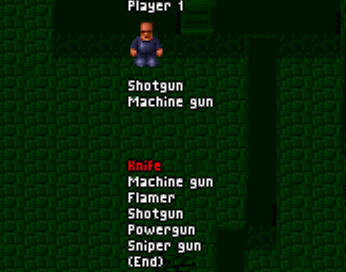 Player 1
Shotgun
Machine gun
Knife
Machine gun
Flamer
Shotgun
Powergun
Sniper gun
(End)